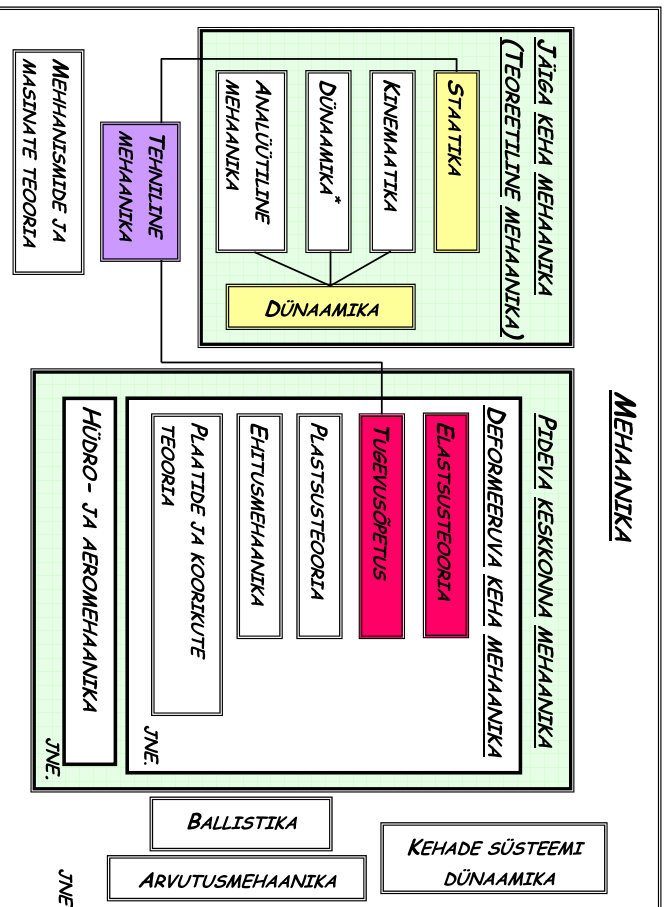 MEHAANIKA
JÄIGA KEHA MEHAANIKA
(TEOREETILINE MEHAANIKA)
STAATIKA
KINEMAATIKA
DÜNAAMIKA*
ANALÜÜTILINE
MEHAANIKA
DÜNAAMIKA
TEHNILINE
MEHAANIKA
MEHHANISMIDE JA
MASINATE TEOORIA
PIDEVA KESKKONNA MEHAANIKA
DEFORMEERUVA KEHA MEHAANIKA
ELASTSUSTEOORIA
TUGEVUSÕPETUS
PLASTSUSTEOORIA
EHITUSMEHAANIKA
PLAATIDE JA KOORIKUTE
TEOORIA
JNE.
HÜDRO- JA AEROMEHAANIKA
JNE.
KEHADE SÜSTEEMI
DÜNAAMIKA
BALLISTIKA
ARVUTUSMEHAANIKA
JNE